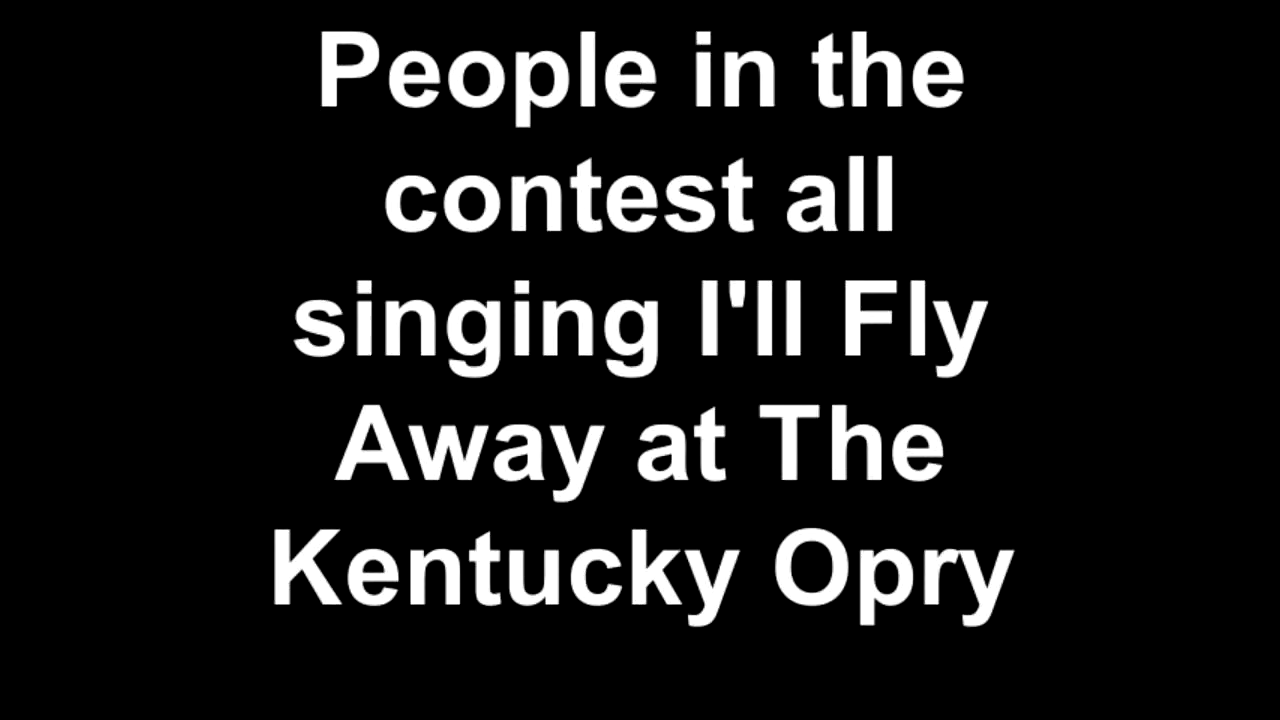 People in the
contest all
singing I'll Fly
Away at The
Kentucky Opry